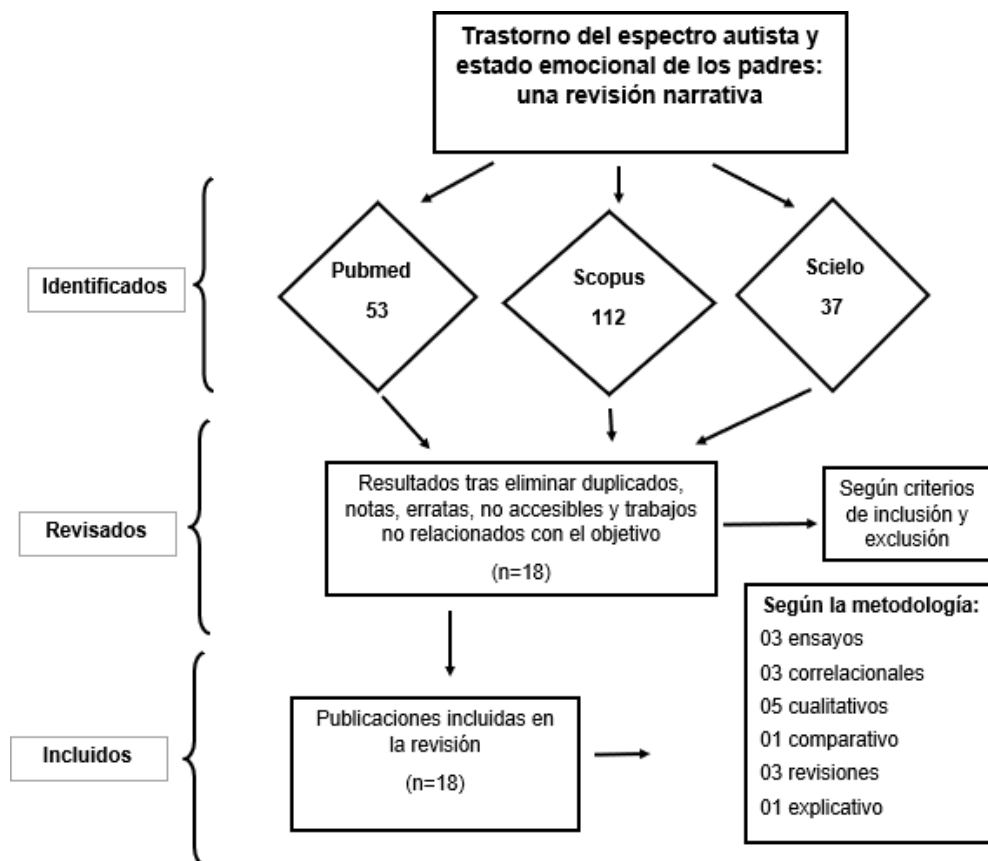 Trastorno del espectro autista y
estado emocional de los padres:
una revisión narrativa
Identificados
Pubmed
53
Scopus
112
Scielo
37
Revisados
Resultados tras eliminar duplicados,
notas, erratas, no accesibles y trabajos
no relacionados con el objetivo
(n=18)
Según criterios
de inclusión y
exclusión
Incluidos
Publicaciones incluidas en
la revisión
(n=18)
Según la metodología:
03 ensayos
03 correlacionales
05 cualitativos
01 comparativo
03 revisiones
01 explicativo